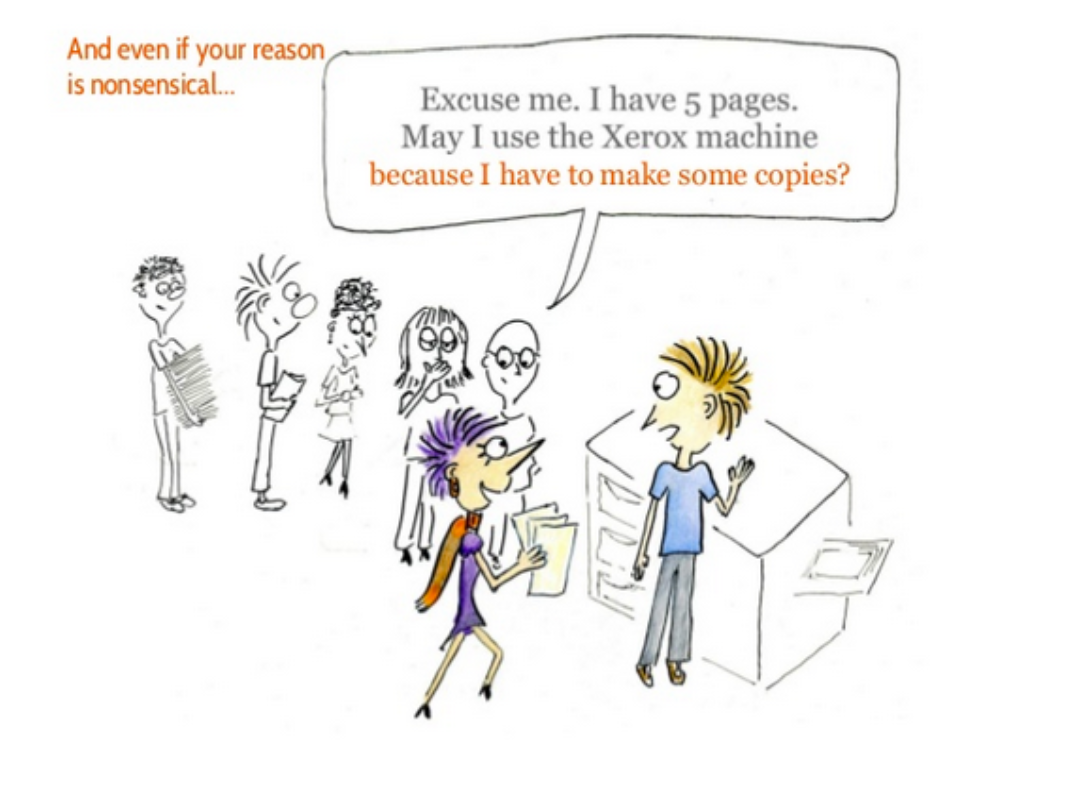 And even if your reason
is nonsensical...
Excuse me. I have 5 pages.
May I use the Xerox machine
because I have to make some copies?